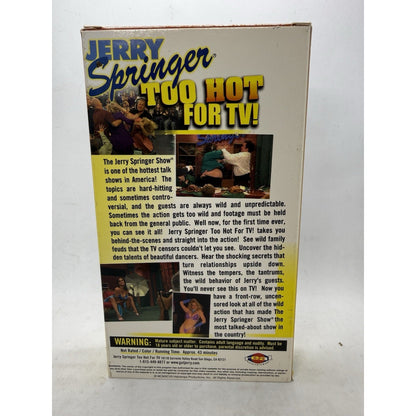 JERRY
Springer™
TOO HOT
FOR TV!
The Jerry Springer Show®
is one of the hottest talk
shows in America! The
topics are hard-hitting
and sometimes contro-
versial, and the guests are always wild and unpredictable.
Sometimes the action gets too wild and footage must be held
back from the general public. Well now, for the first time ever,
you can see it all! Jerry Springer Too Hot For TV! takes you
behind-the-scenes and straight into the action! See wild family
feuds that the TV censors couldn't let you see. Uncover the hid-
den talents of beautiful dancers. Hear the shocking secrets that
turn relationships upside down.
Witness the tempers, the tantrums,
the wild behavior of Jerry's guests.
You'll never see this on TV! Now you
have a front-row, uncen-
sored look at all of the wild
action that has made The
Jerry Springer Show® the
most talked-about show in
the country!
WARNING: Mature subject matter. Contains adult language and nudity. Must be
18 years old or older to purchase. parental discretion is advised.
Not Rated / Color / Running Time: Approx. 45 minutes